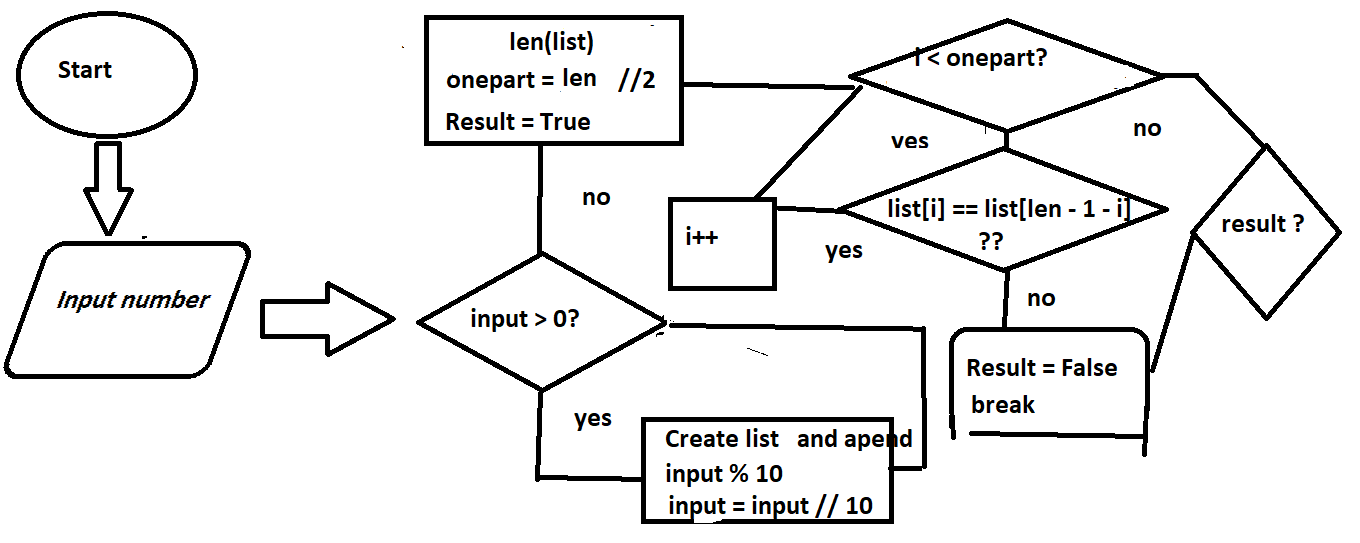 Start
Input number
input > 0?
yes
Create list and apend
input % 10
input = input // 10
no
len(list)
onepart = len //2
Result = True
i < onepart?
yes
list[i] == list[len - 1 - i]
??
yes
i++
no
Result = False
break
no
result ?